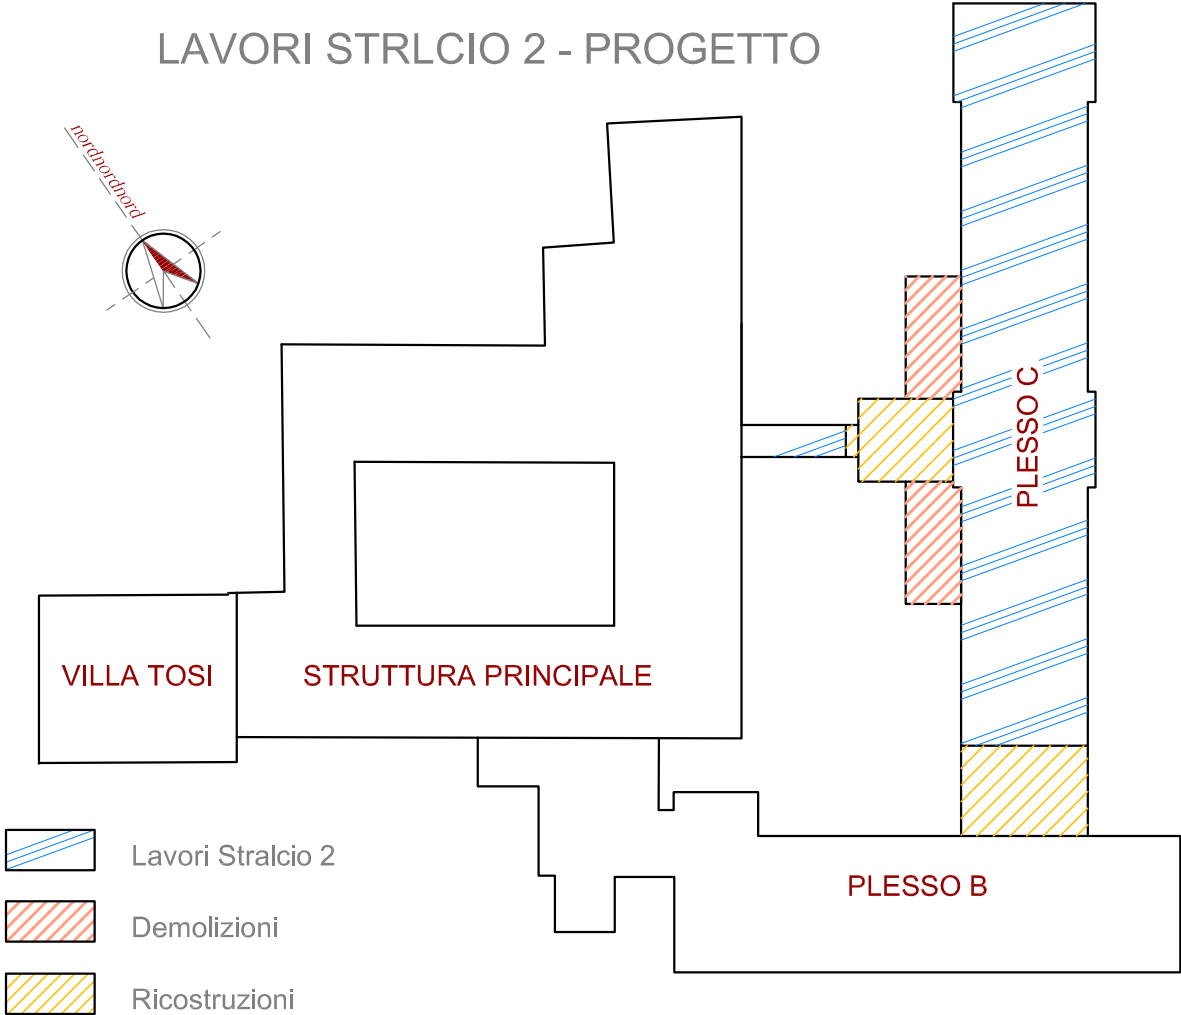 LAVORI STRLCIO 2 - PROGETTO
nordnordnord
PLESSO C
VILLA TOSI
STRUTTURA PRINCIPALE
PLESSO B
Lavori Stralcio 2
Demolizioni
Ricostruzioni